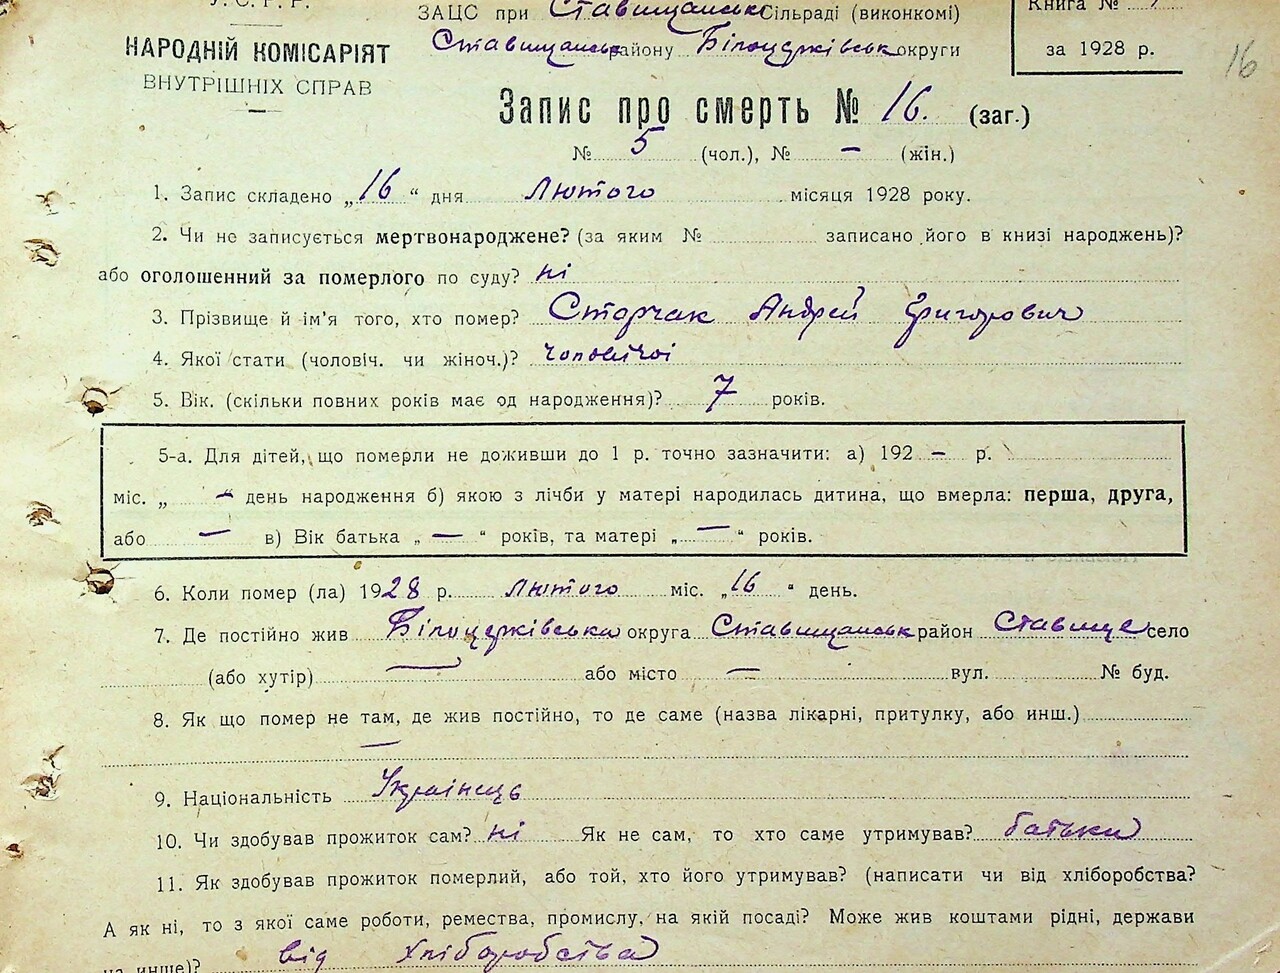 У. С. Р. Р.
ЗАЦС при Ставищанськ Сільраді (виконкомі)
Книга №
НАРОДНІЙ КОМІСАРІЯТ
Ставищанськ району Білоцерківськ округи
за 1928 р.
16
ВНУТРІШНІХ СПРАВ
Запис про смерть № 16. (заг.)
№ 5 (чол.), № — (жін.)
1. Запис складено „16“ дня Лютого місяця 1928 року.
2. Чи не записується мертвонароджене? (за яким № записано його в книзі народжень)?
або оголошенний за померлого по суду? ні
3. Прізвище й ім'я того, хто помер? Сторчак Андрей Григорович
4. Якої стати (чоловіч. чи жіноч.)? чоловічої
5. Вік. (скільки повних років має од народження)? 7 років.
5-а. Для дітей, що померли не доживши до 1 р. точно зазначити: а) 192 — р.
міс. „ —“ день народження б) якою з лічби у матері народилась дитина, що вмерла: перша, друга,
або — в) Вік батька „ — “ років, та матері „ — “ років.
6. Коли помер (ла) 1928 р. Лютого міс. „16 “ день.
7. Де постійно жив Білоцерківська округа Ставищанськ район Ставище село
(або хутір) — або місто — вул. № буд.
8. Як що помер не там, де жив постійно, то де саме (назва лікарні, притулку, або инш.)
—
9. Національність Українець
10. Чи здобував прожиток сам? ні Як не сам, то хто саме утримував? батьки
11. Як здобував прожиток померлий, або той, хто його утримував? (написати чи від хліборобства?
А як ні, то з якої саме роботи, ремества, промислу, на якій посаді? Може жив коштами рідні, держави
на инше)? від хліборобства